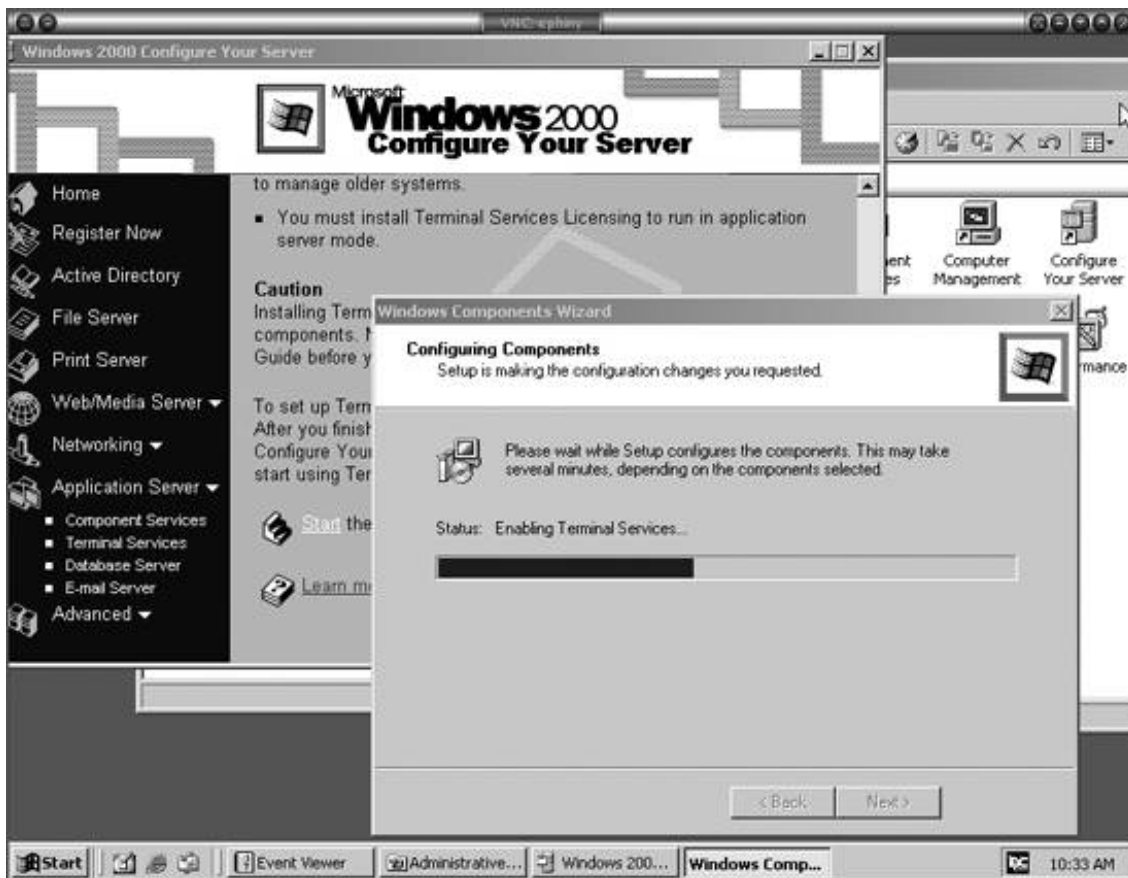 VNC: ephiny
Windows 2000 Configure Your Server
Microsoft
Windows 2000
Configure Your Server
Home
Register Now
Active Directory
File Server
Print Server
Web/Media Server
Networking
Application Server
Component Services
Terminal Services
Database Server
E-mail Server
Advanced
to manage older systems.
You must install Terminal Services Licensing to run in application
server mode.
Caution
Installing Term
components. 
Guide before y
To set up Term
After you finish
Configure You
start using Ter
Start the
Learn m
Computer
Management
Configure
Your Server
rmance
Windows Components Wizard
Configuring Components
Setup is making the configuration changes you requested.
Please wait while Setup configures the components. This may take
several minutes, depending on the components selected.
Status: Enabling Terminal Services...
< Back
Next >
Start
Event Viewer
Administrative...
Windows 200...
Windows Comp...
10:33 AM